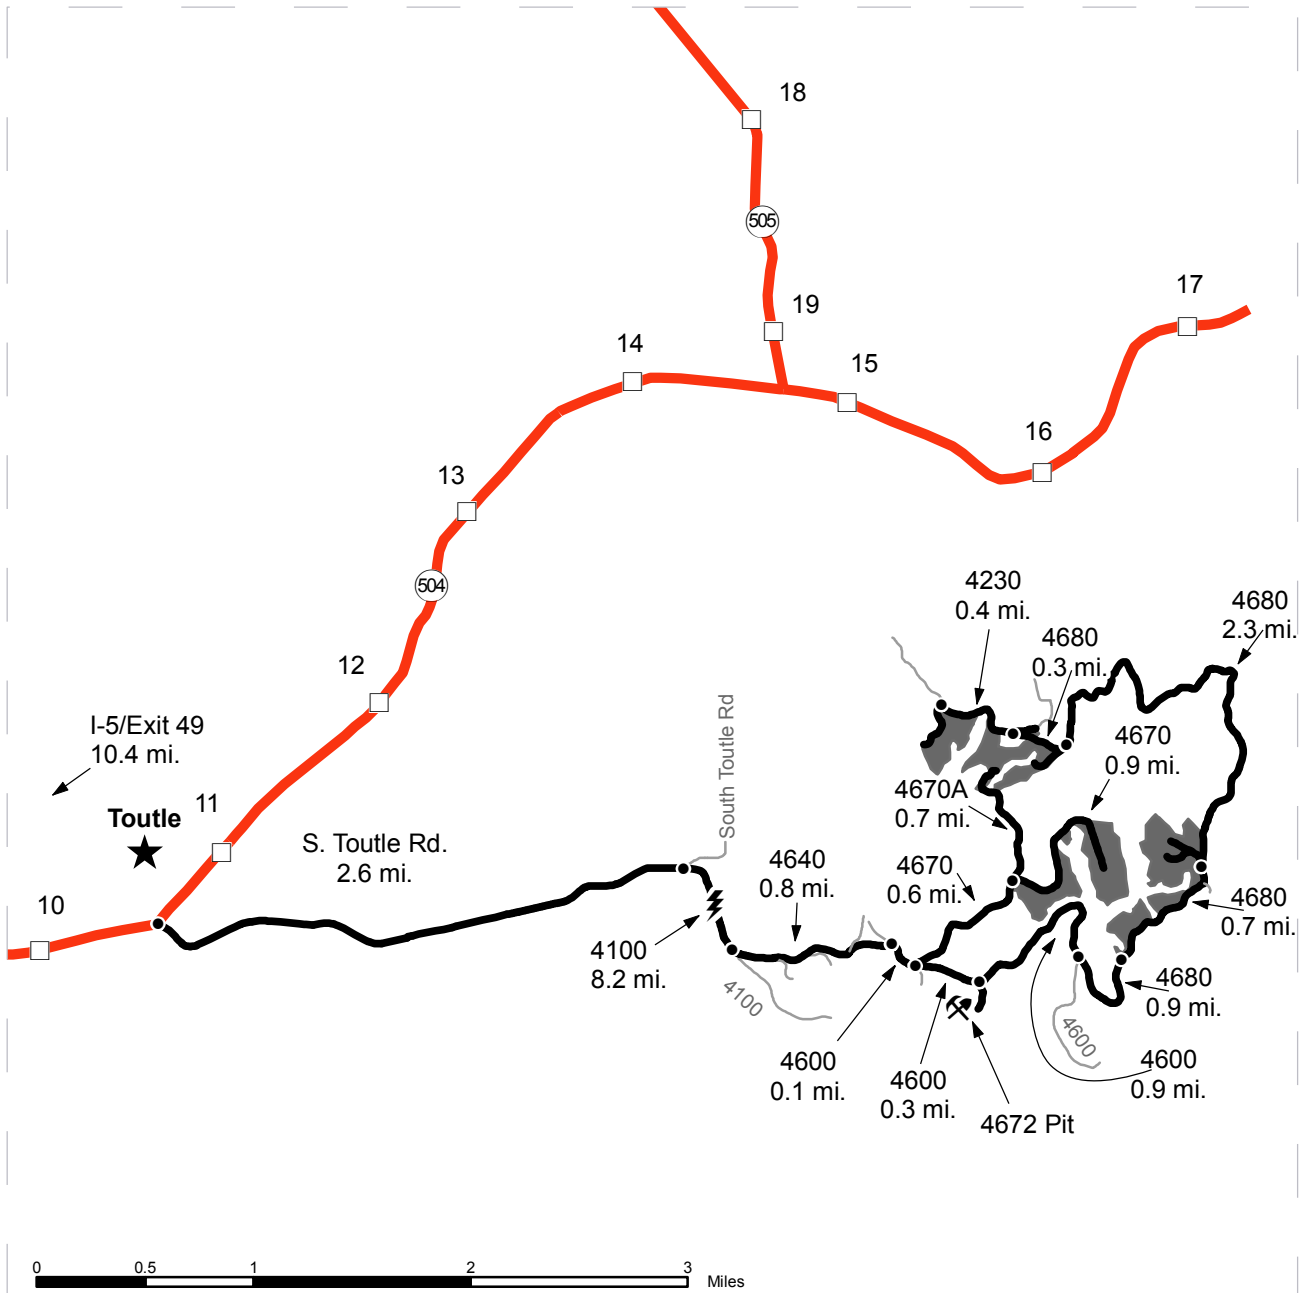 18
505
19
17
14
15
16
13
504
12
4230
0.4 mi.
4680
0.3 mi.
4680
2.3 mi.
I-5/Exit 49
10.4 mi.
Toutle
11
10
S. Toutle Rd.
2.6 mi.
South Toutle Rd
4670
0.9 mi.
4670A
0.7 mi.
4640
0.8 mi.
4670
0.6 mi.
4680
0.7 mi.
4100
8.2 mi.
4100
4680
0.9 mi.
4600
4600
0.1 mi.
4600
0.3 mi.
4600
0.9 mi.
4672 Pit
0 0.5 1 2 3
Miles